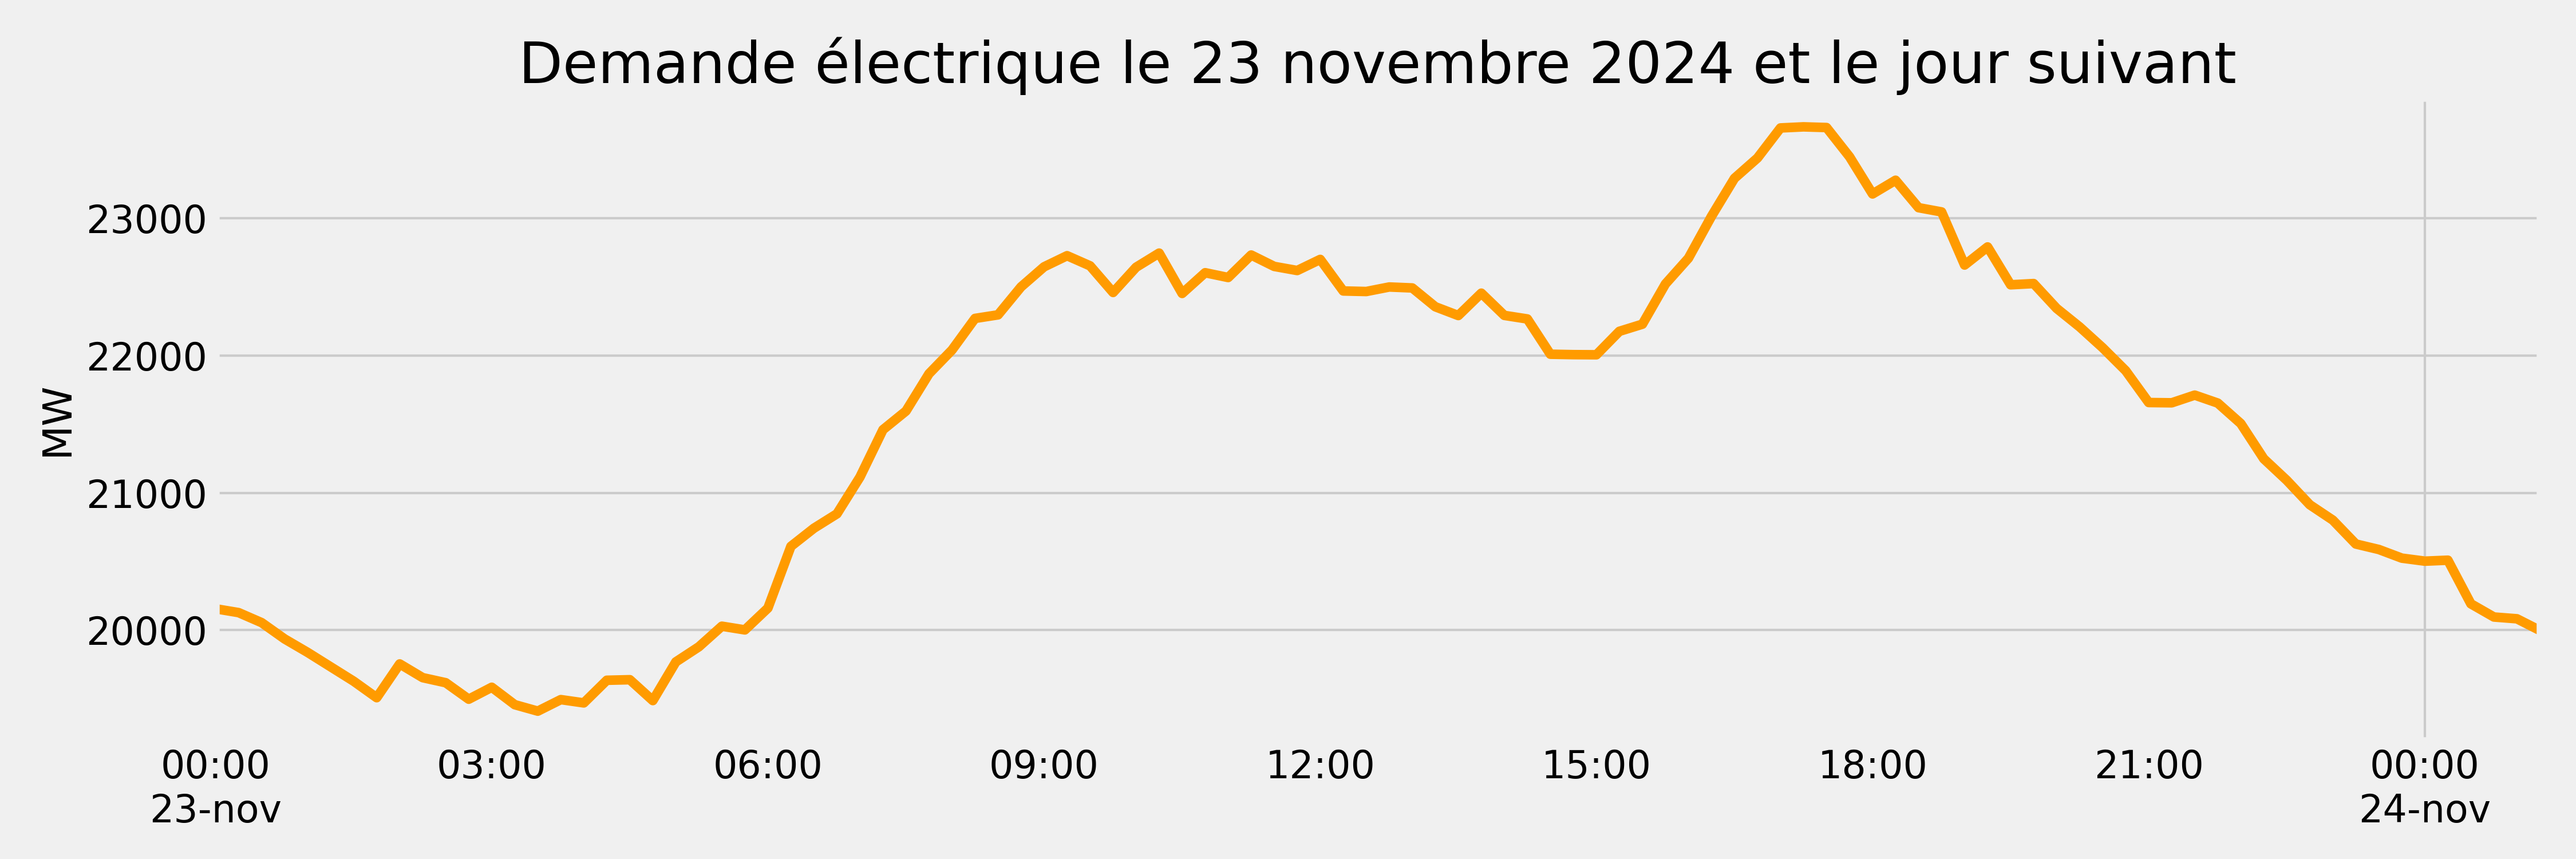 Demande électrique le 23 novembre 2024 et le jour suivant
MW
23000
22000
21000
20000
00:00 03:00 06:00 09:00 12:00 15:00 18:00 21:00 00:00
23-nov 24-nov